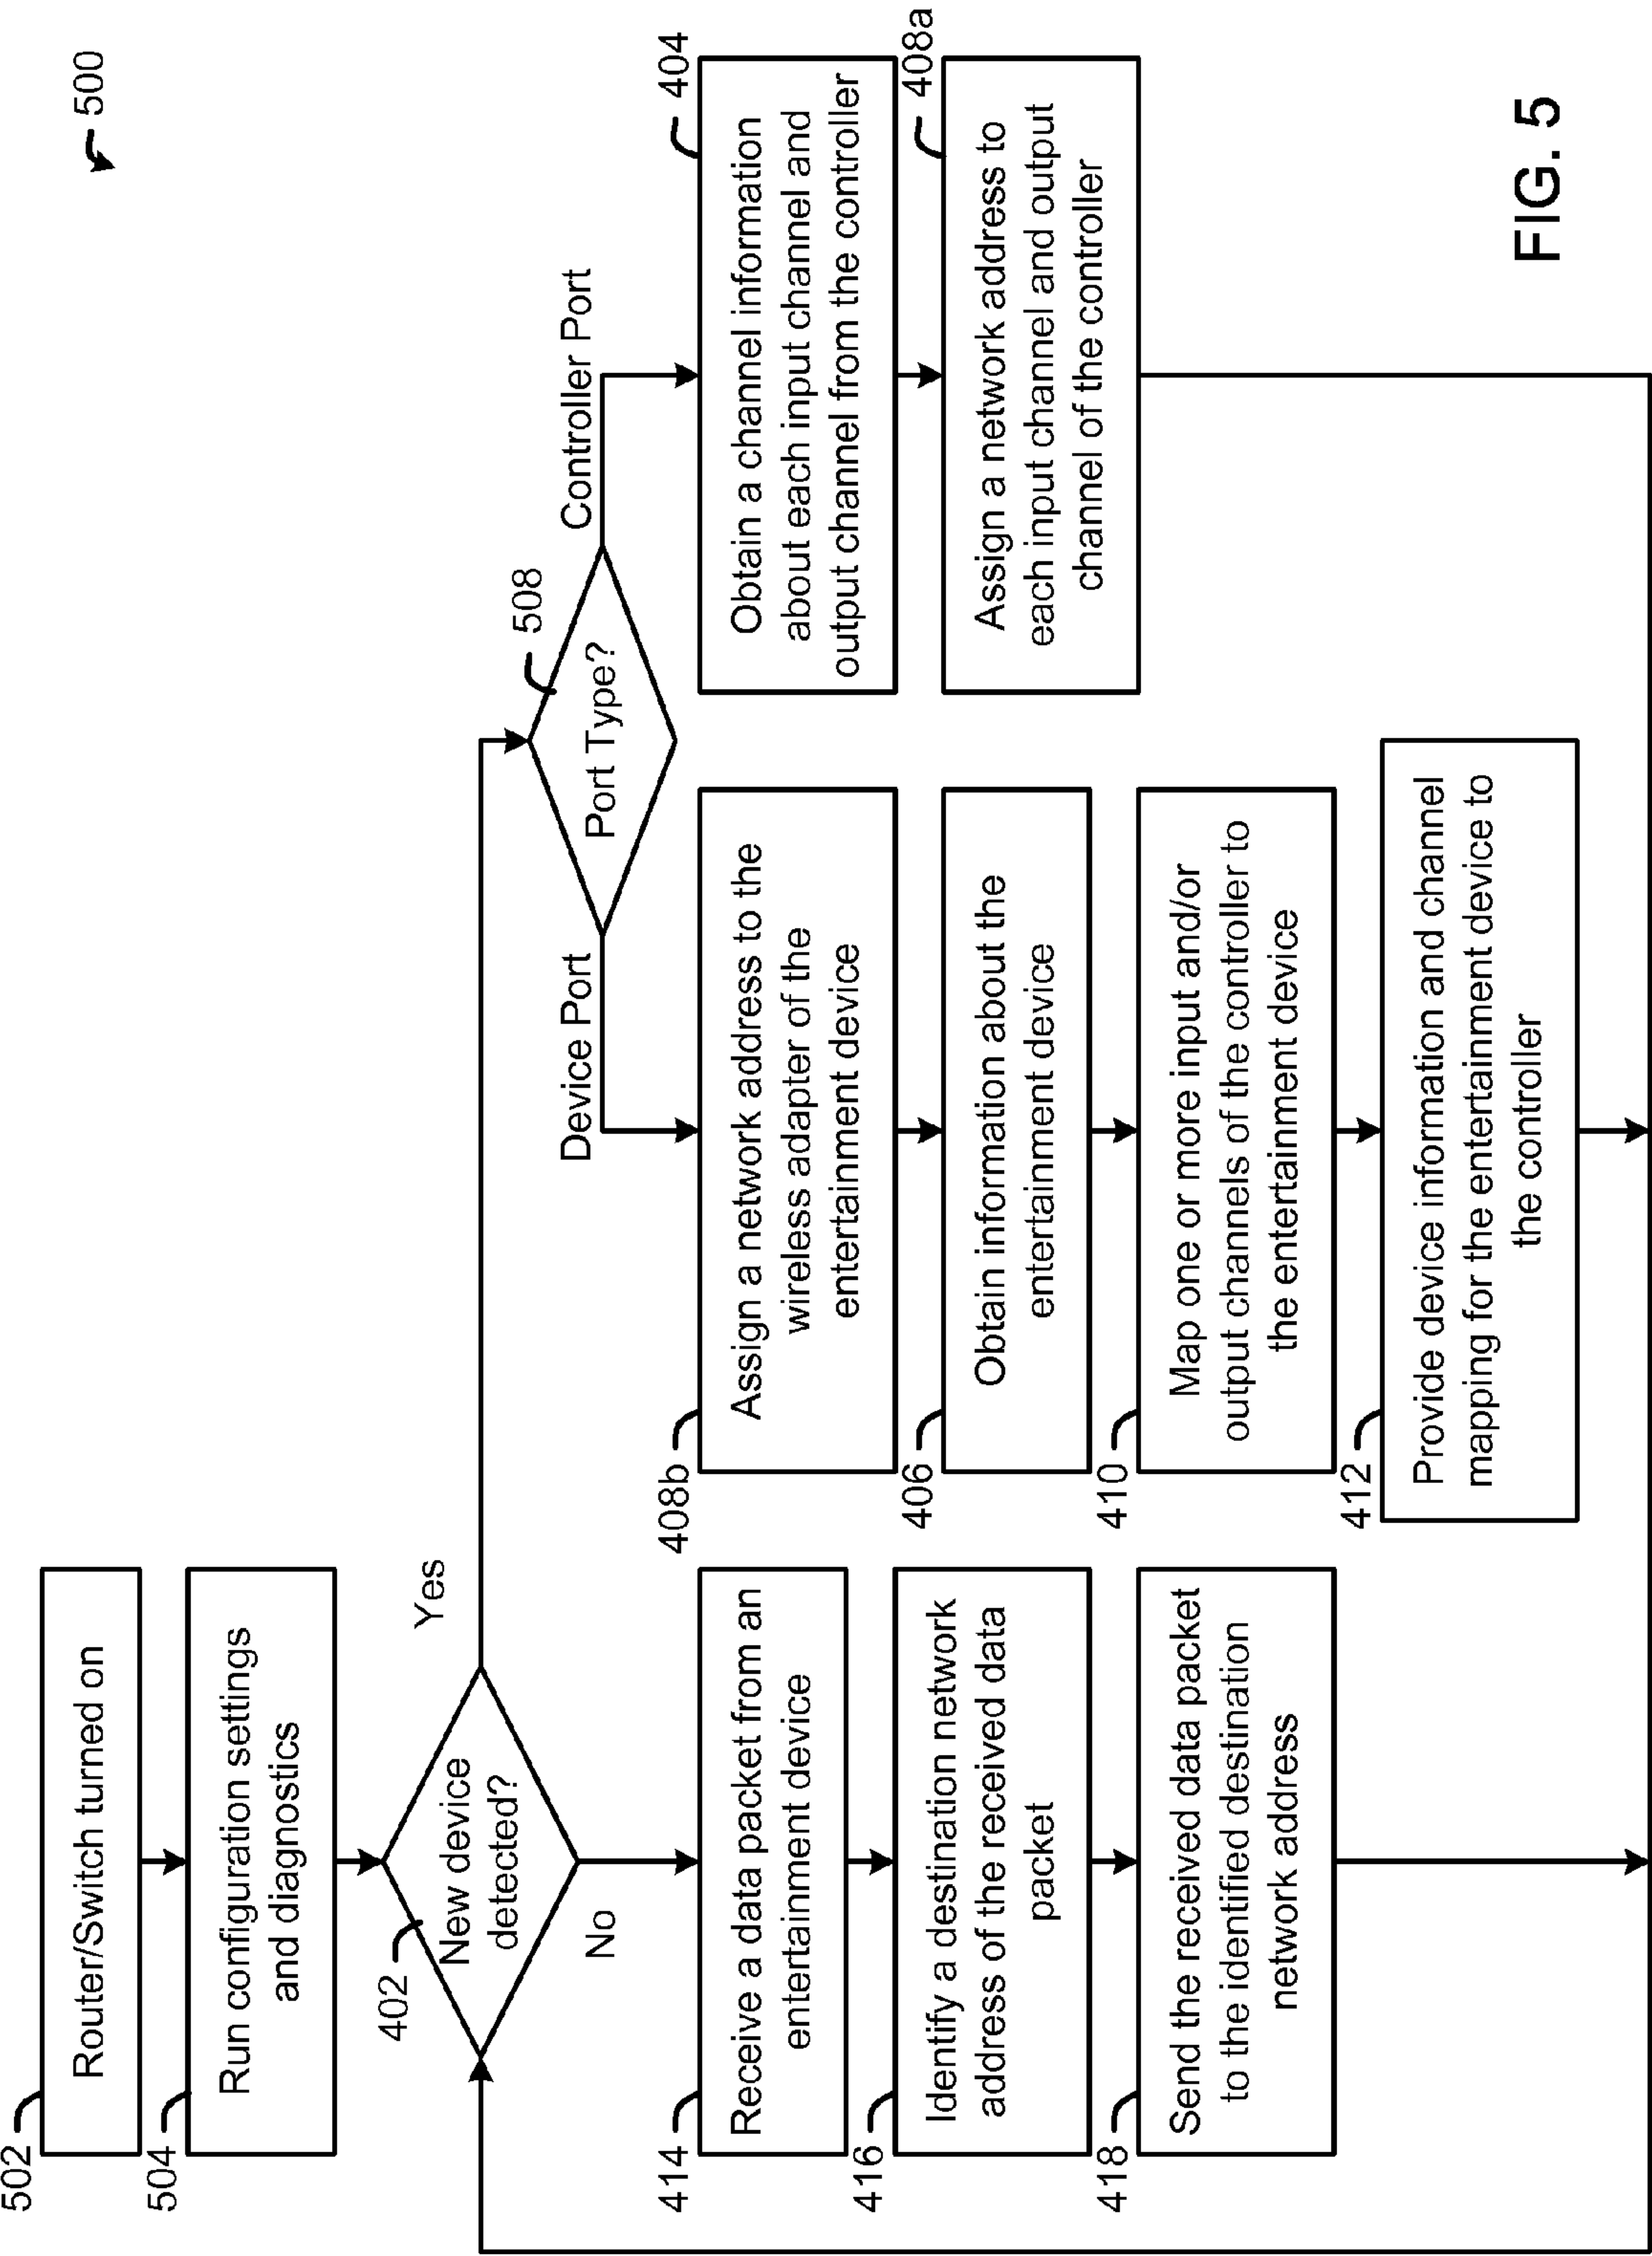 500
502
Router/Switch turned on
504
Run configuration settings
and diagnostics
402
New device
detected?
Yes
No
508
Port Type?
Device Port
Controller Port
414
Receive a data packet from an
entertainment device
416
Identify a destination network
address of the received data
packet
418
Send the received data packet
to the identified destination
network address
408b
Assign a network address to the
wireless adapter of the
entertainment device
406
Obtain information about the
entertainment device
410
Map one or more input and/or
output channels of the controller to
the entertainment device
412
Provide device information and channel
mapping for the entertainment device to
the controller
404
Obtain a channel information
about each input channel and
output channel from the controller
408a
Assign a network address to
each input channel and output
channel of the controller
FIG. 5